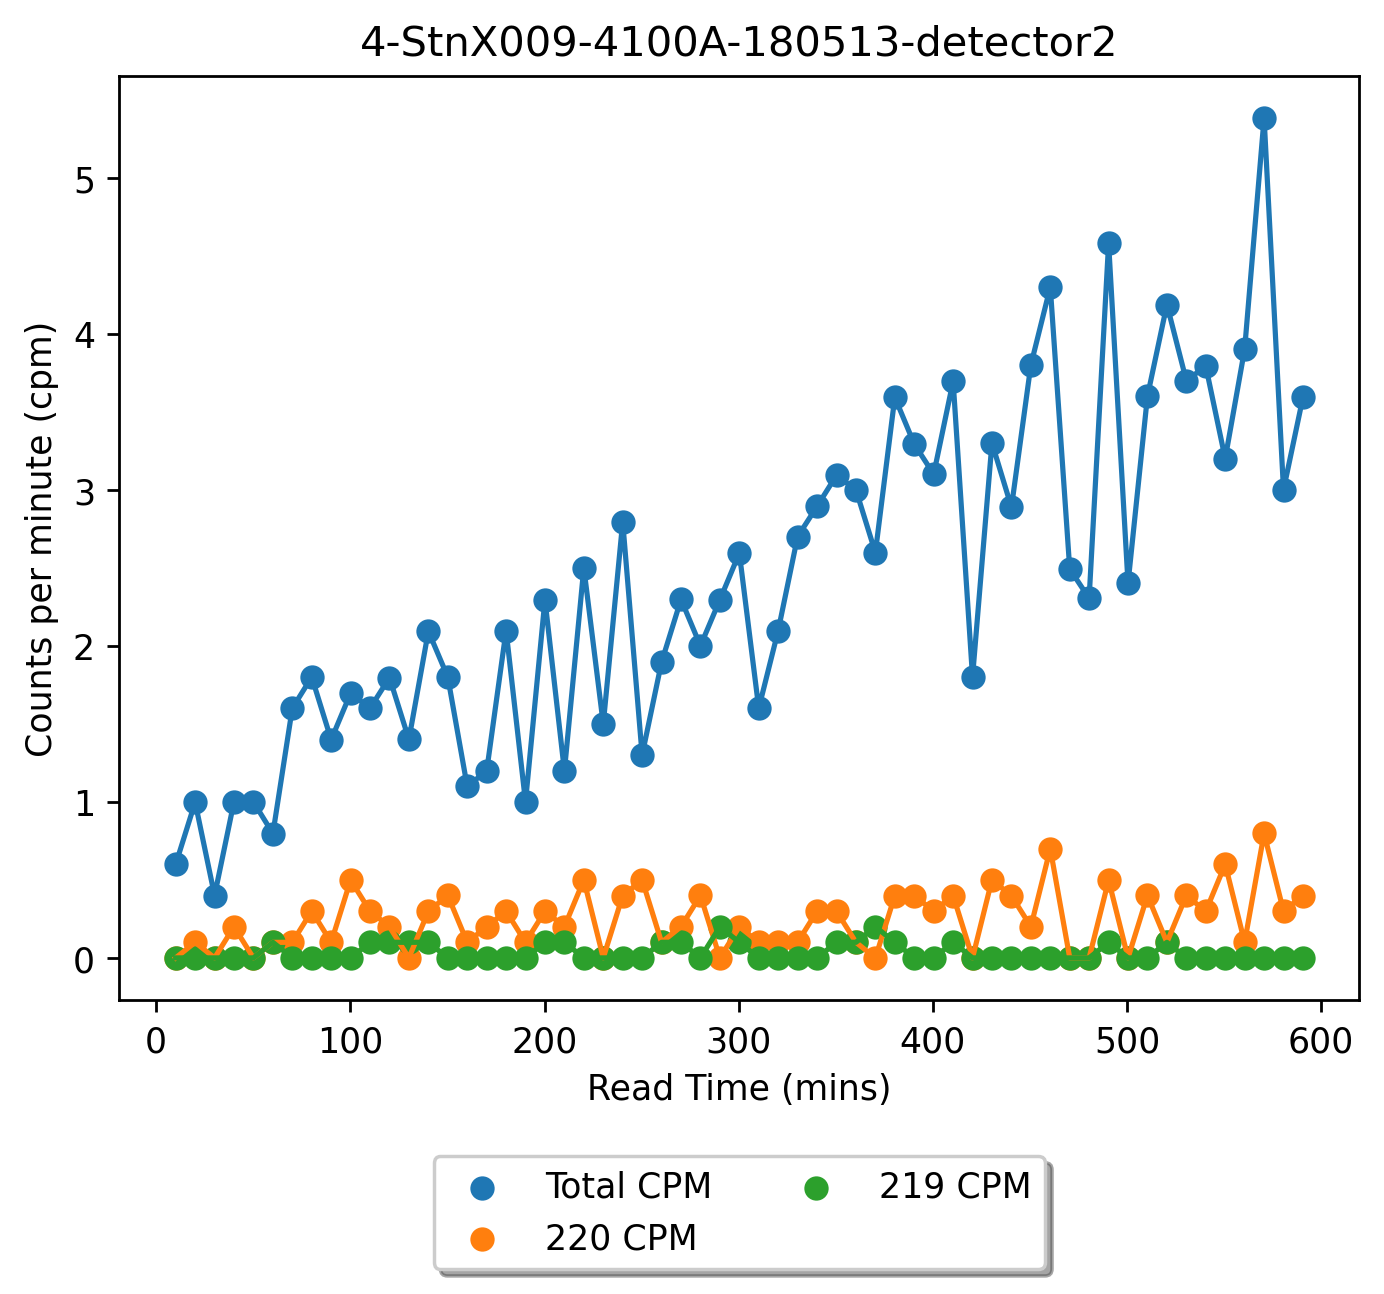 4-StnX009-4100A-180513-detector2
Counts per minute (cpm)
5
4
3
2
1
0
0 100 200 300 400 500 600
Read Time (mins)
Total CPM 219 CPM
220 CPM